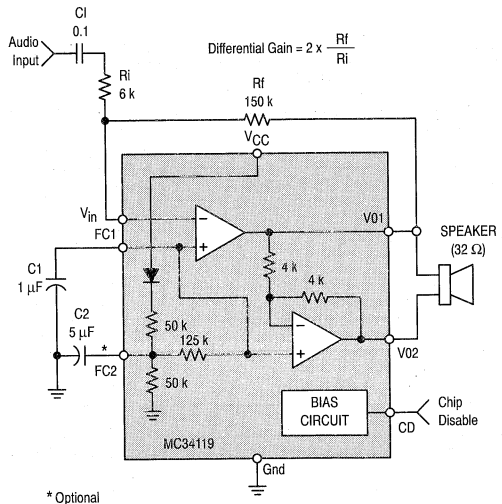 CI
0.1
Audio
Input
Differential Gain = 2 x Rf
Ri
Ri
6 k
Rf
150 k
VCC
Vin
FC1
V01
SPEAKER
(32 Ω)
C1
1 µF
4 k
4 k
C2
5 µF
*
50 k
125 k
FC2
50 k
V02
BIAS
CIRCUIT
Chip
Disable
CD
MC34119
Gnd
* Optional